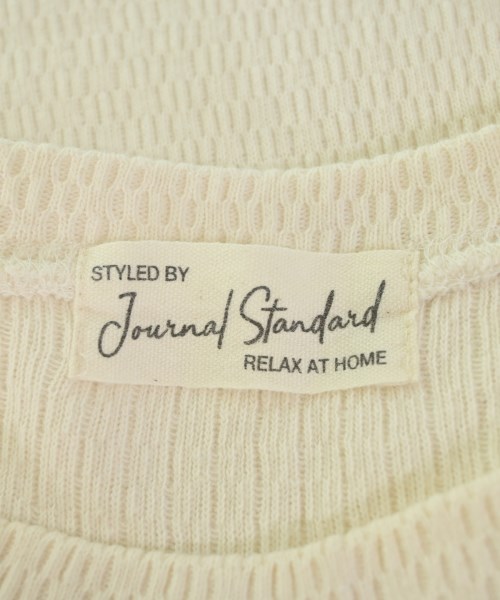 STYLED BY
Journal Standard
RELAX AT HOME